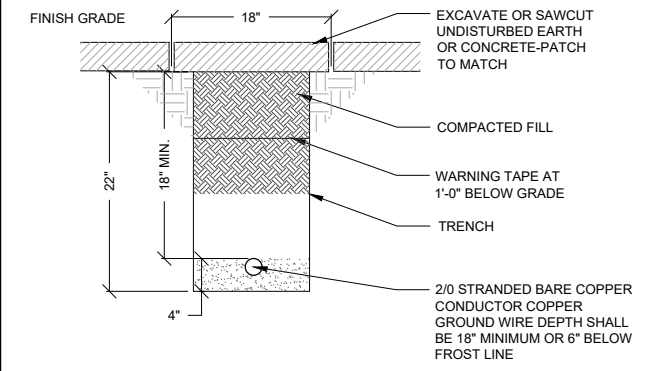 FINISH GRADE
18"
EXCAVATE OR SAWCUT
UNDISTURBED EARTH
OR CONCRETE-PATCH
TO MATCH
COMPACTED FILL
22"
18" MIN.
WARNING TAPE AT
1'-0" BELOW GRADE
TRENCH
4"
2/0 STRANDED BARE COPPER
CONDUCTOR COPPER
GROUND WIRE DEPTH SHALL
BE 18" MINIMUM OR 6" BELOW
FROST LINE